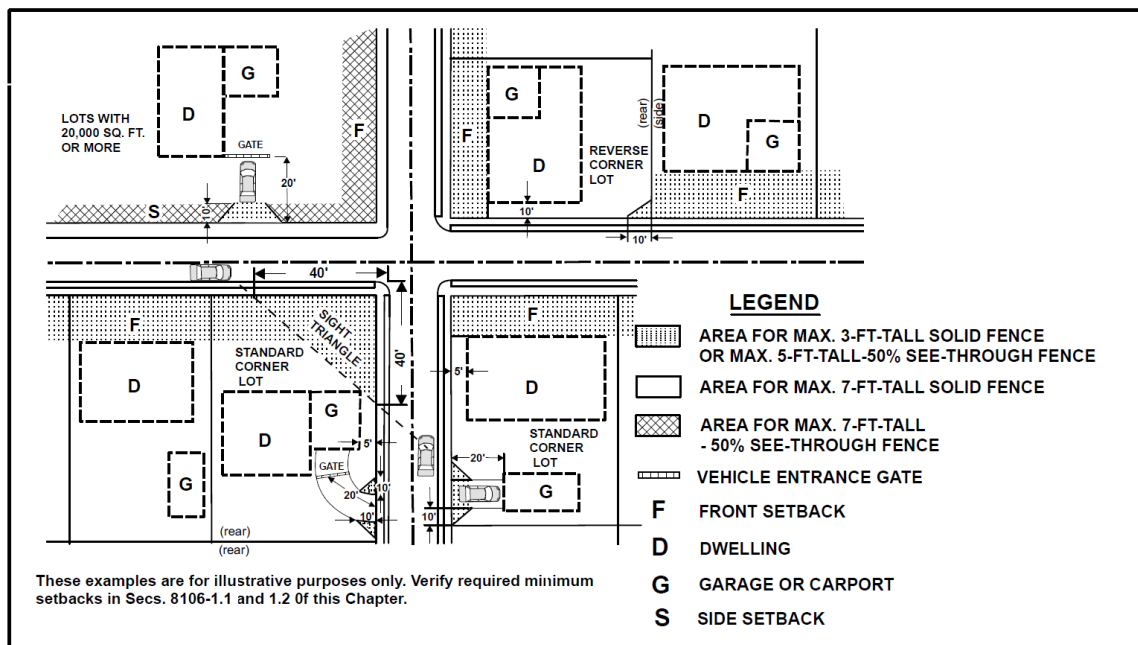 G
D
LOTS WITH
20,000 SQ. FT.
OR MORE
GATE
F
20'
S
10'
G
F
D
REVERSE
CORNER
LOT
(rear)
(side)
D
G
F
10'
10'
40'
F
SIGHT
TRIANGLE
40'
STANDARD
CORNER
LOT
D
G
D
5'
GATE
20'
10'
10'
G
(rear)
(rear)
F
5'
D
STANDARD
CORNER
LOT
20'
G
10'
LEGEND
AREA FOR MAX. 3-FT-TALL SOLID FENCE
OR MAX. 5-FT-TALL-50% SEE-THROUGH FENCE
AREA FOR MAX. 7-FT-TALL SOLID FENCE
AREA FOR MAX. 7-FT-TALL
- 50% SEE-THROUGH FENCE
VEHICLE ENTRANCE GATE
F FRONT SETBACK
D DWELLING
G GARAGE OR CARPORT
S SIDE SETBACK
These examples are for illustrative purposes only. Verify required minimum
setbacks in Secs. 8106-1.1 and 1.2 0f this Chapter.